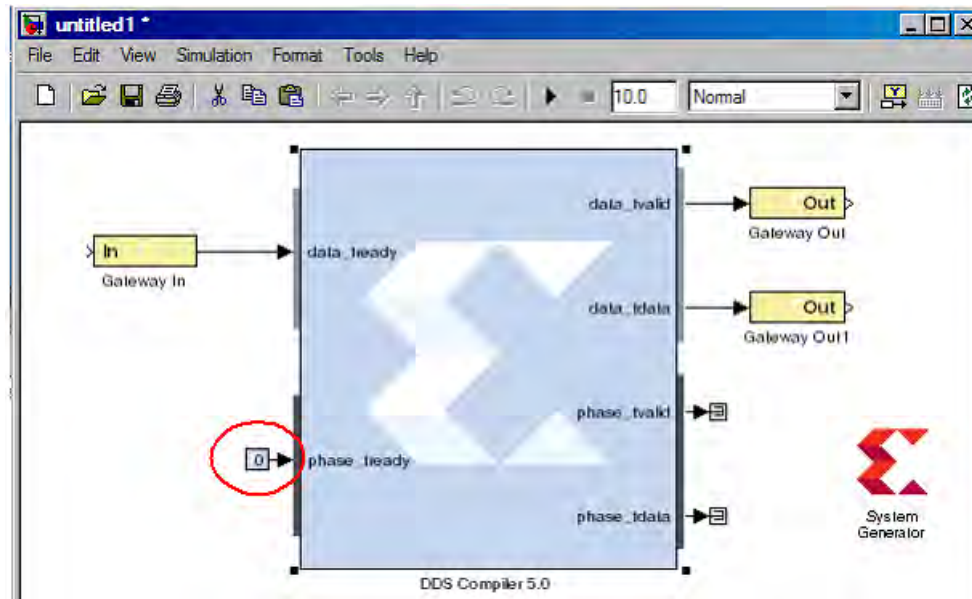 untitled1 *
File Edit View Simulation Format Tools Help
10.0 Normal
data_tvalid
Out
Gateway Out
In
data_tready
Gateway In
data_tdata
Out
Gateway Out1
phase_tvalid
0
phase_tready
phase_tdata
System
Generator
DDS Compiler 5.0